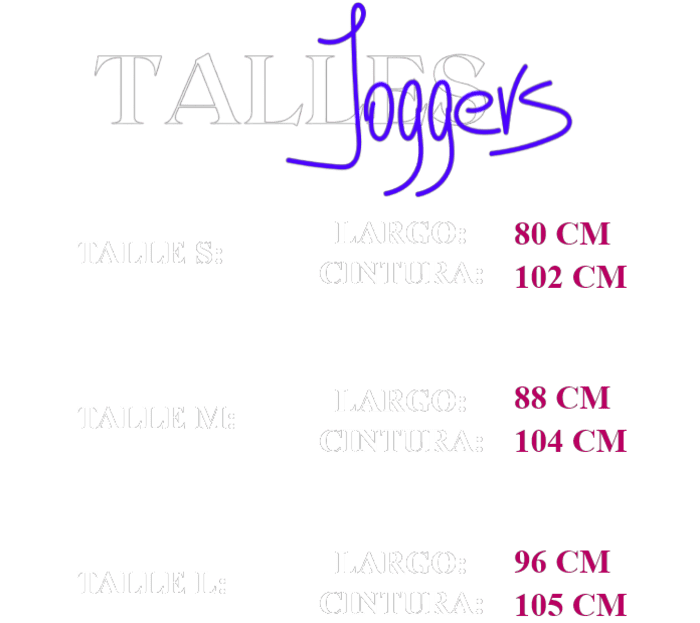 TALLES
Joggers
TALLE S:
LARGO: 80 CM
CINTURA: 102 CM
TALLE M:
LARGO: 88 CM
CINTURA: 104 CM
TALLE L:
LARGO: 96 CM
CINTURA: 105 CM